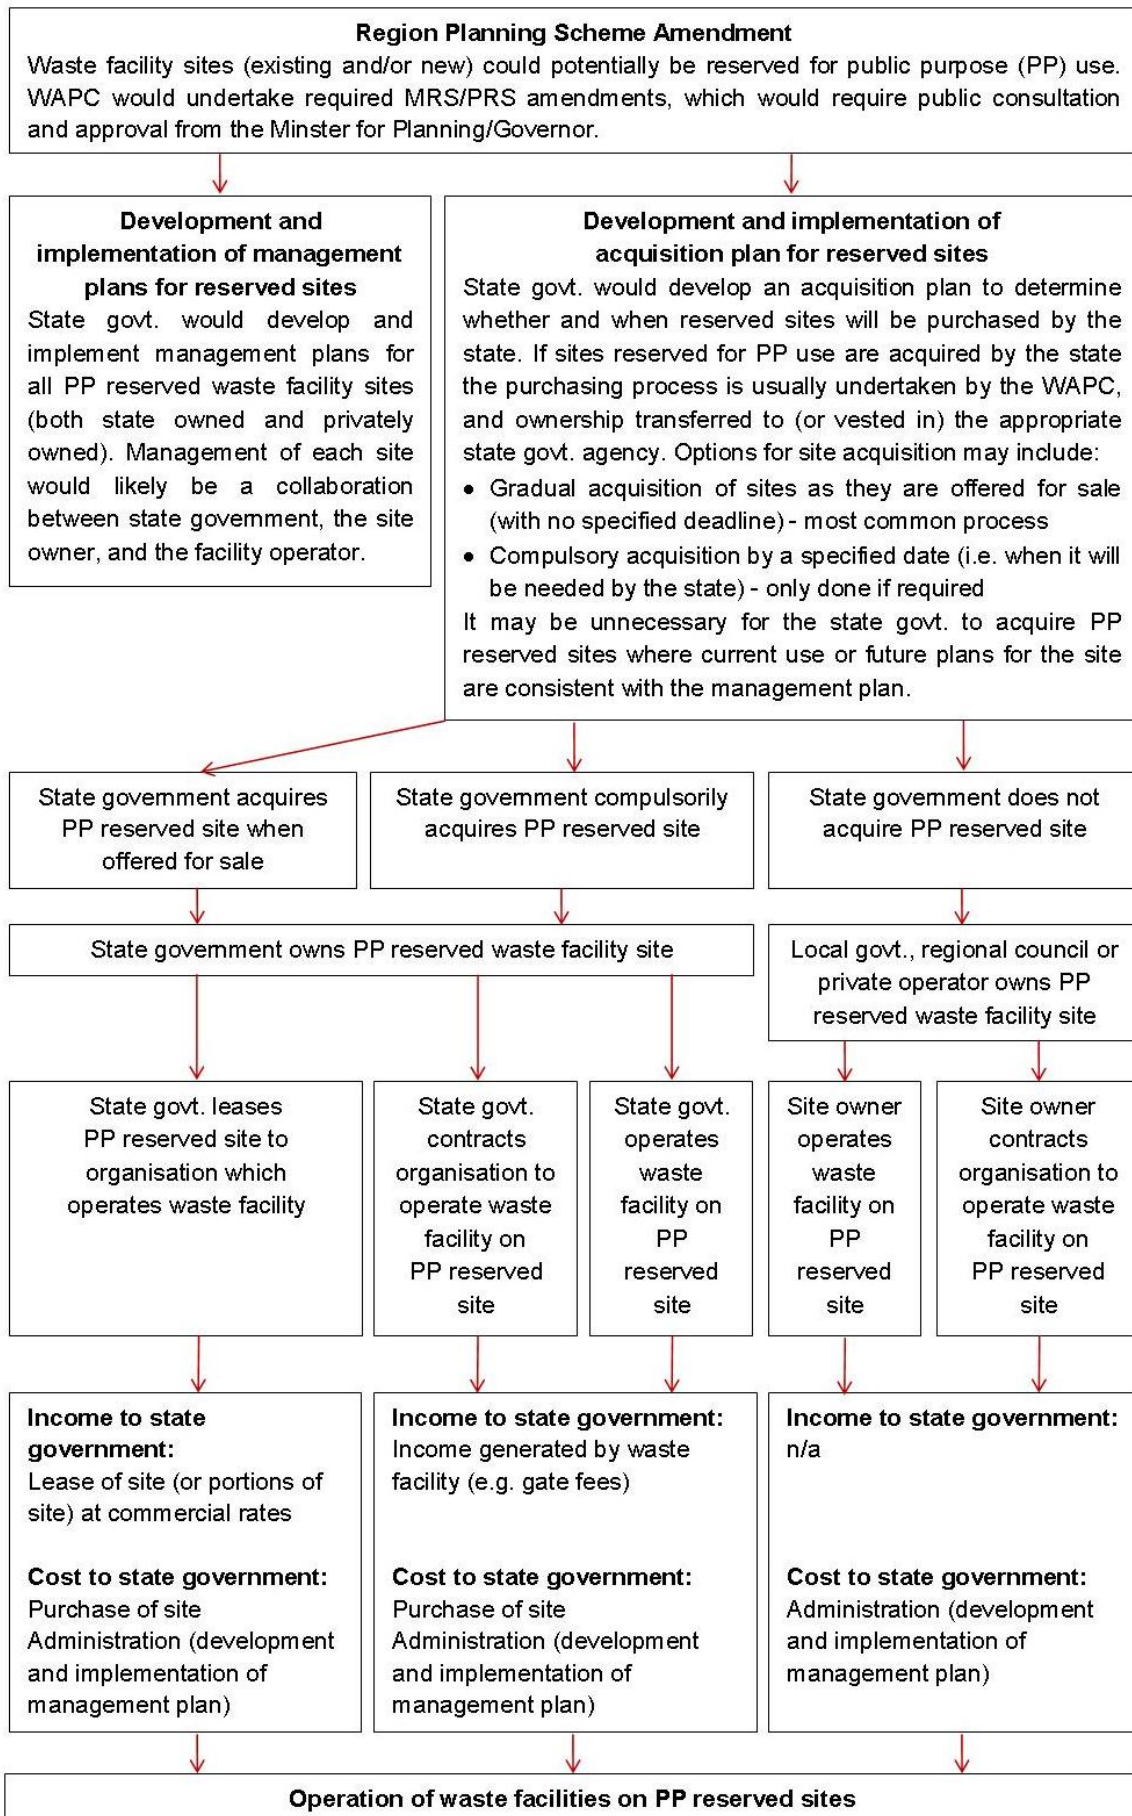 Region Planning Scheme Amendment
Waste facility sites (existing and/or new) could potentially be reserved for public purpose (PP) use.
WAPC would undertake required MRS/PRS amendments, which would require public consultation
and approval from the Minster for Planning/Governor.
Development and
implementation of management
plans for reserved sites
State govt. would develop and
implement management plans for
all PP reserved waste facility sites
(both state owned and privately
owned). Management of each site
would likely be a collaboration
between state government, the site
owner, and the facility operator.
Development and implementation of
acquisition plan for reserved sites
State govt. would develop an acquisition plan to determine
whether and when reserved sites will be purchased by the
state. If sites reserved for PP use are acquired by the state
the purchasing process is usually undertaken by the WAPC,
and ownership transferred to (or vested in) the appropriate
state govt. agency. Options for site acquisition may include:
• Gradual acquisition of sites as they are offered for sale
(with no specified deadline) - most common process
• Compulsory acquisition by a specified date (i.e. when it will
be needed by the state) - only done if required
It may be unnecessary for the state govt. to acquire PP
reserved sites where current use or future plans for the site
are consistent with the management plan.
State government acquires
PP reserved site when
offered for sale
State government compulsorily
acquires PP reserved site
State government does not
acquire PP reserved site
State government owns PP reserved waste facility site
Local govt., regional council or
private operator owns PP
reserved waste facility site
State govt. leases
PP reserved site to
organisation which
operates waste facility
State govt.
contracts
organisation to
operate waste
facility on
PP reserved
site
State govt.
operates
waste
facility on
PP
reserved
site
Site owner
operates
waste
facility on
PP
reserved
site
Site owner
contracts
organisation to
operate waste
facility on
PP reserved
site
Income to state
government:
Lease of site (or portions of
site) at commercial rates
Cost to state government:
Purchase of site
Administration (development
and implementation of
management plan)
Income to state government:
Income generated by waste
facility (e.g. gate fees)
Cost to state government:
Purchase of site
Administration (development
and implementation of
management plan)
Income to state government:
n/a
Cost to state government:
Administration (development
and implementation of
management plan)
Operation of waste facilities on PP reserved sites